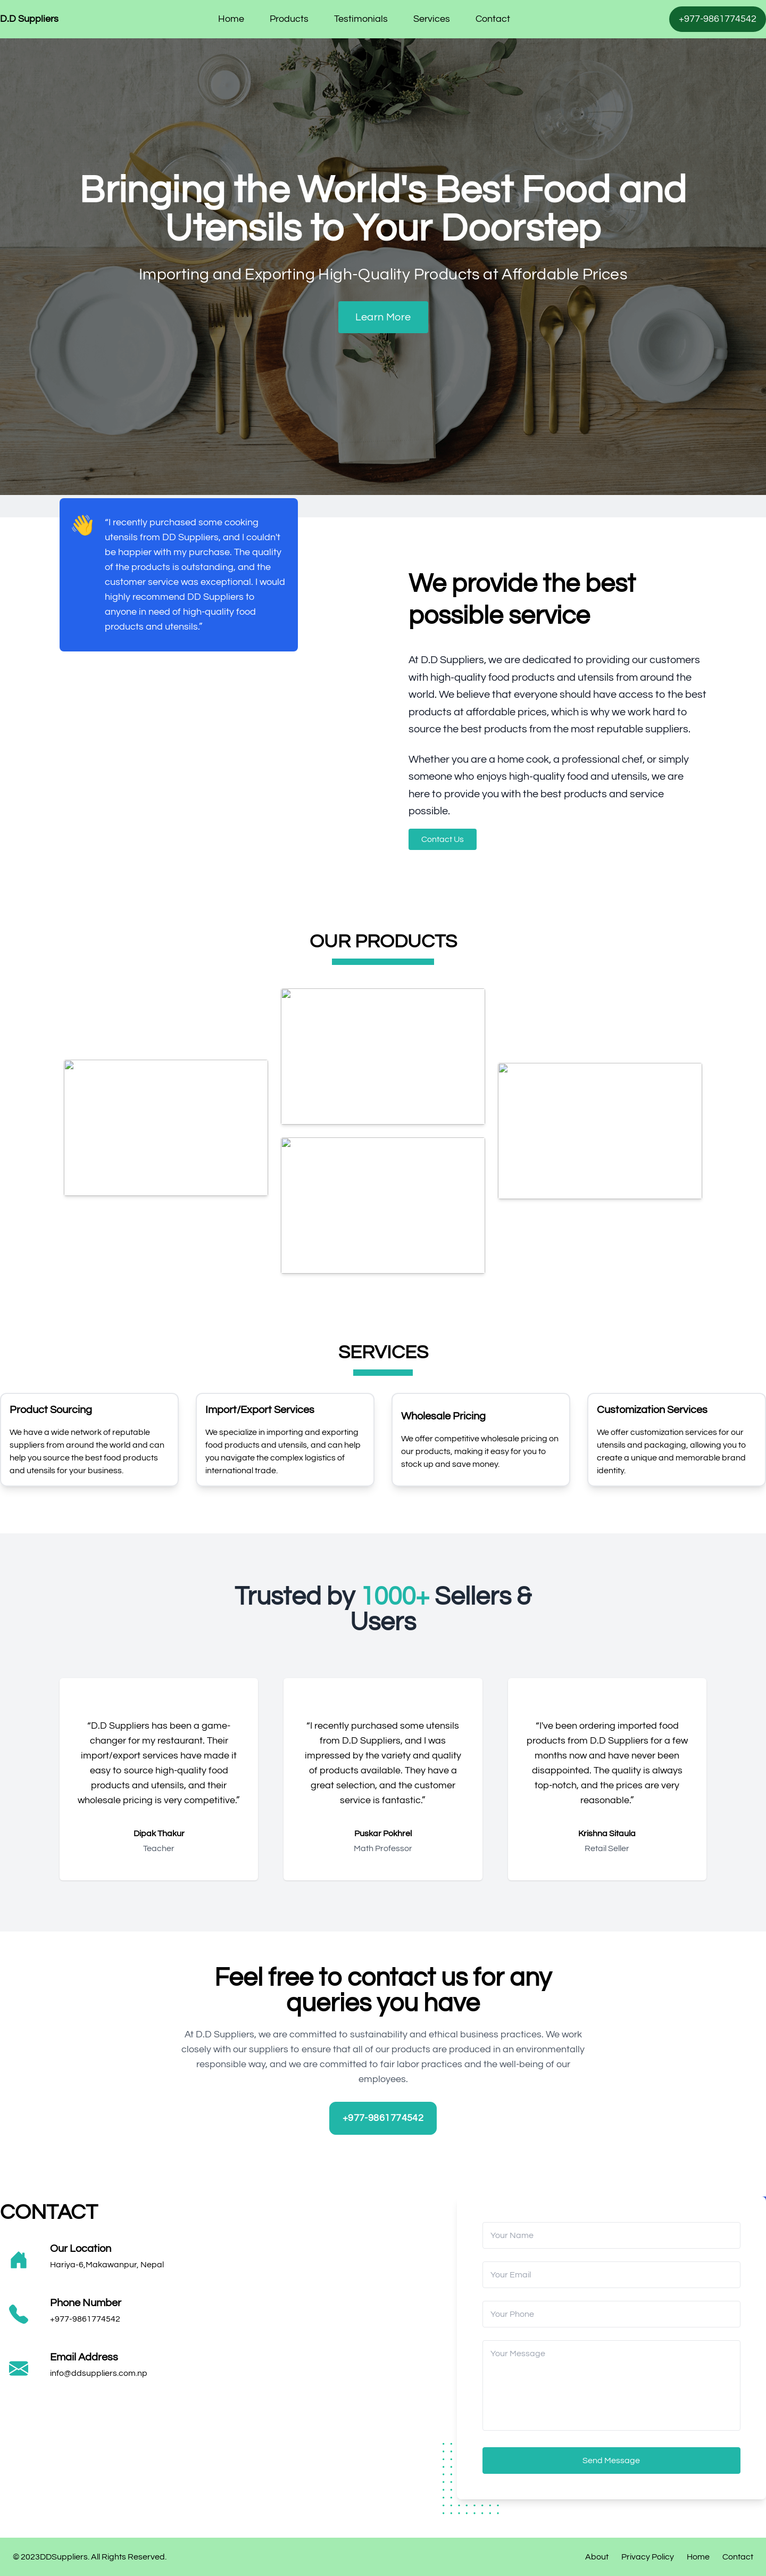 D.D Suppliers
Home Products Testimonials Services Contact
+977-9861774542
Bringing the World's Best Food and
Utensils to Your Doorstep
Importing and Exporting High-Quality Products at Affordable Prices
Learn More
👋
“I recently purchased some cooking
utensils from DD Suppliers, and I couldn't
be happier with my purchase. The quality
of the products is outstanding, and the
customer service was exceptional. I would
highly recommend DD Suppliers to
anyone in need of high-quality food
products and utensils.”
We provide the best
possible service
At D.D Suppliers, we are dedicated to providing our customers
with high-quality food products and utensils from around the
world. We believe that everyone should have access to the best
products at affordable prices, which is why we work hard to
source the best products from the most reputable suppliers.
Whether you are a home cook, a professional chef, or simply
someone who enjoys high-quality food and utensils, we are
here to provide you with the best products and service
possible.
Contact Us
OUR PRODUCTS
SERVICES
Product Sourcing
We have a wide network of reputable
suppliers from around the world and can
help you source the best food products
and utensils for your business.
Import/Export Services
We specialize in importing and exporting
food products and utensils, and can help
you navigate the complex logistics of
international trade.
Wholesale Pricing
We offer competitive wholesale pricing on
our products, making it easy for you to
stock up and save money.
Customization Services
We offer customization services for our
utensils and packaging, allowing you to
create a unique and memorable brand
identity.
Trusted by 1000+ Sellers &
Users
“D.D Suppliers has been a game-
changer for my restaurant. Their
import/export services have made it
easy to source high-quality food
products and utensils, and their
wholesale pricing is very competitive.”
Dipak Thakur
Teacher
“I recently purchased some utensils
from D.D Suppliers, and I was
impressed by the variety and quality
of products available. They have a
great selection, and the customer
service is fantastic.”
Puskar Pokhrel
Math Professor
“I've been ordering imported food
products from D.D Suppliers for a few
months now and have never been
disappointed. The quality is always
top-notch, and the prices are very
reasonable.”
Krishna Sitaula
Retail Seller
Feel free to contact us for any
queries you have
At D.D Suppliers, we are committed to sustainability and ethical business practices. We work
closely with our suppliers to ensure that all of our products are produced in an environmentally
responsible way, and we are committed to fair labor practices and the well-being of our
employees.
+977-9861774542
CONTACT
Our Location
Hariya-6,Makawanpur, Nepal
Phone Number
+977-9861774542
Email Address
info@ddsuppliers.com.np
Your Name
Your Email
Your Phone
Your Message
Send Message
© 2023DDSuppliers. All Rights Reserved.
About Privacy Policy Home Contact